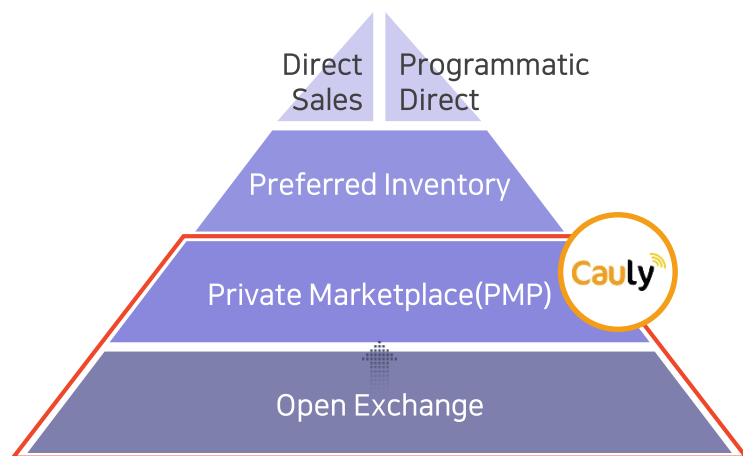 Direct
Sales
Programmatic
Direct
Preferred Inventory
Private Marketplace(PMP)
Cauly
Open Exchange